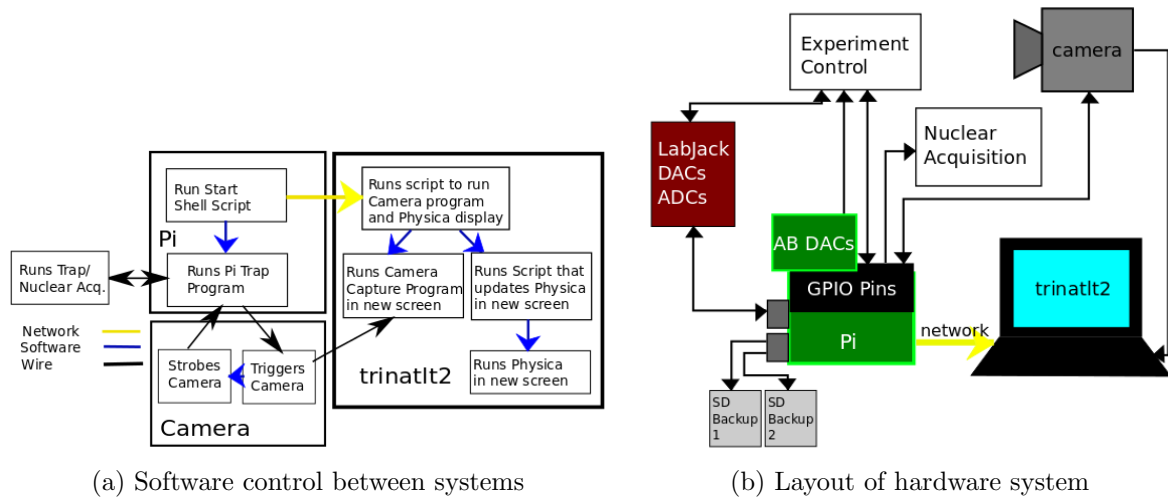 Run Start
Shell Script
Pi
Runs Pi Trap
Program
Runs Trap/
Nuclear Acq.
Network
Software
Wire
Strobes
Camera
Triggers
Camera
Camera
Runs script to run
Camera program
and Physica display
Runs Camera
Capture Program
in new screen
Runs Script that
updates Physica
in new screen
Runs Physica
in new screen
trinatlt2
(a) Software control between systems
Experiment
Control
camera
LabJack
DACs
ADCs
Nuclear
Acquisition
AB DACs
GPIO Pins
Pi
network
trinatlt2
SD
Backup
1
SD
Backup
2
(b) Layout of hardware system